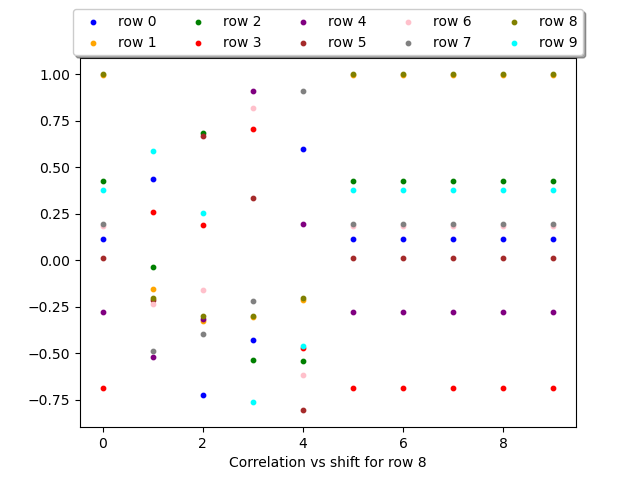 row 0 row 2 row 4 row 6 row 8
row 1 row 3 row 5 row 7 row 9
1.00
0.75
0.50
0.25
0.00
−0.25
−0.50
−0.75
0 2 4 6 8
Correlation vs shift for row 8